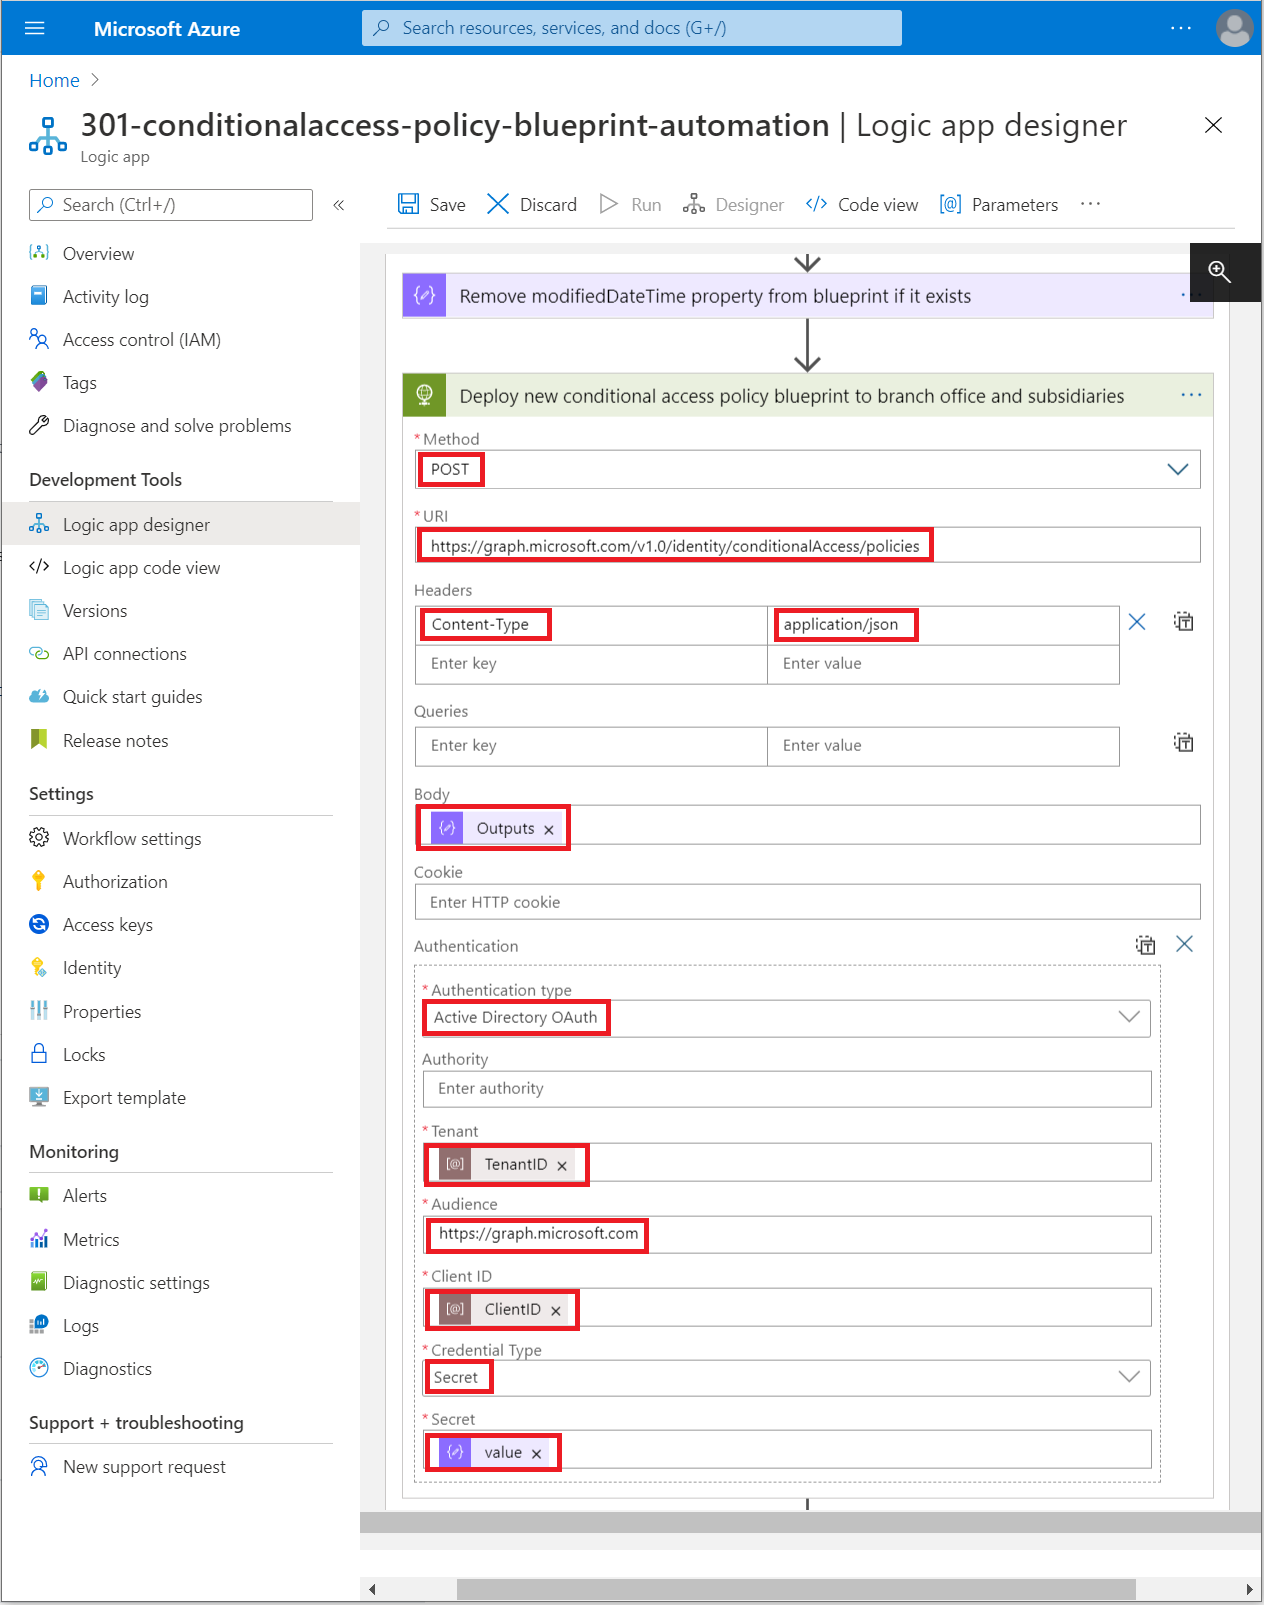 Microsoft Azure
Search resources, services, and docs (G+/)
Home
301-conditionalaccess-policy-blueprint-automation | Logic app designer
Logic app
Search (Ctrl+/)
Save
Discard
Run
Designer
Code view
Parameters
Overview
Activity log
Access control (IAM)
Tags
Diagnose and solve problems
Development Tools
Logic app designer
Logic app code view
Versions
API connections
Quick start guides
Release notes
Settings
Workflow settings
Authorization
Access keys
Identity
Properties
Locks
Export template
Monitoring
Alerts
Metrics
Diagnostic settings
Logs
Diagnostics
Support + troubleshooting
New support request
Remove modifiedDateTime property from blueprint if it exists
Deploy new conditional access policy blueprint to branch office and subsidiaries
* Method
POST
* URI
https://graph.microsoft.com/v1.0/identity/conditionalAccess/policies
Headers
Content-Type
application/json
Enter key
Enter value
Queries
Enter key
Enter value
Body
Outputs
Cookie
Enter HTTP cookie
Authentication
* Authentication type
Active Directory OAuth
Authority
Enter authority
* Tenant
TenantID
* Audience
https://graph.microsoft.com
* Client ID
ClientID
* Credential Type
Secret
* Secret
value